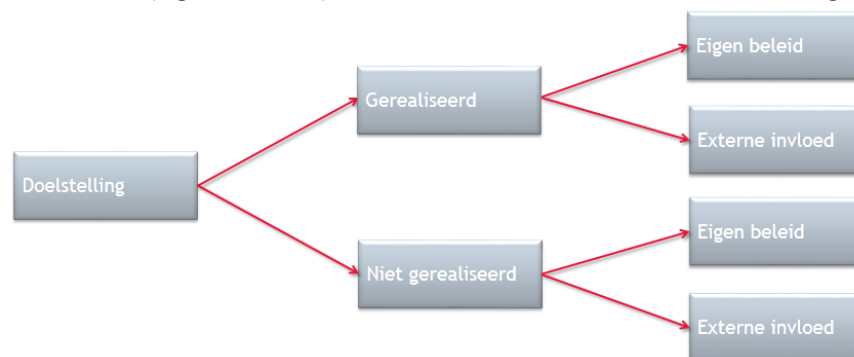 Eigen beleid
Gerealiseerd
Externe invloed
Doelstelling
Eigen beleid
Niet gerealiseerd
Externe invloed